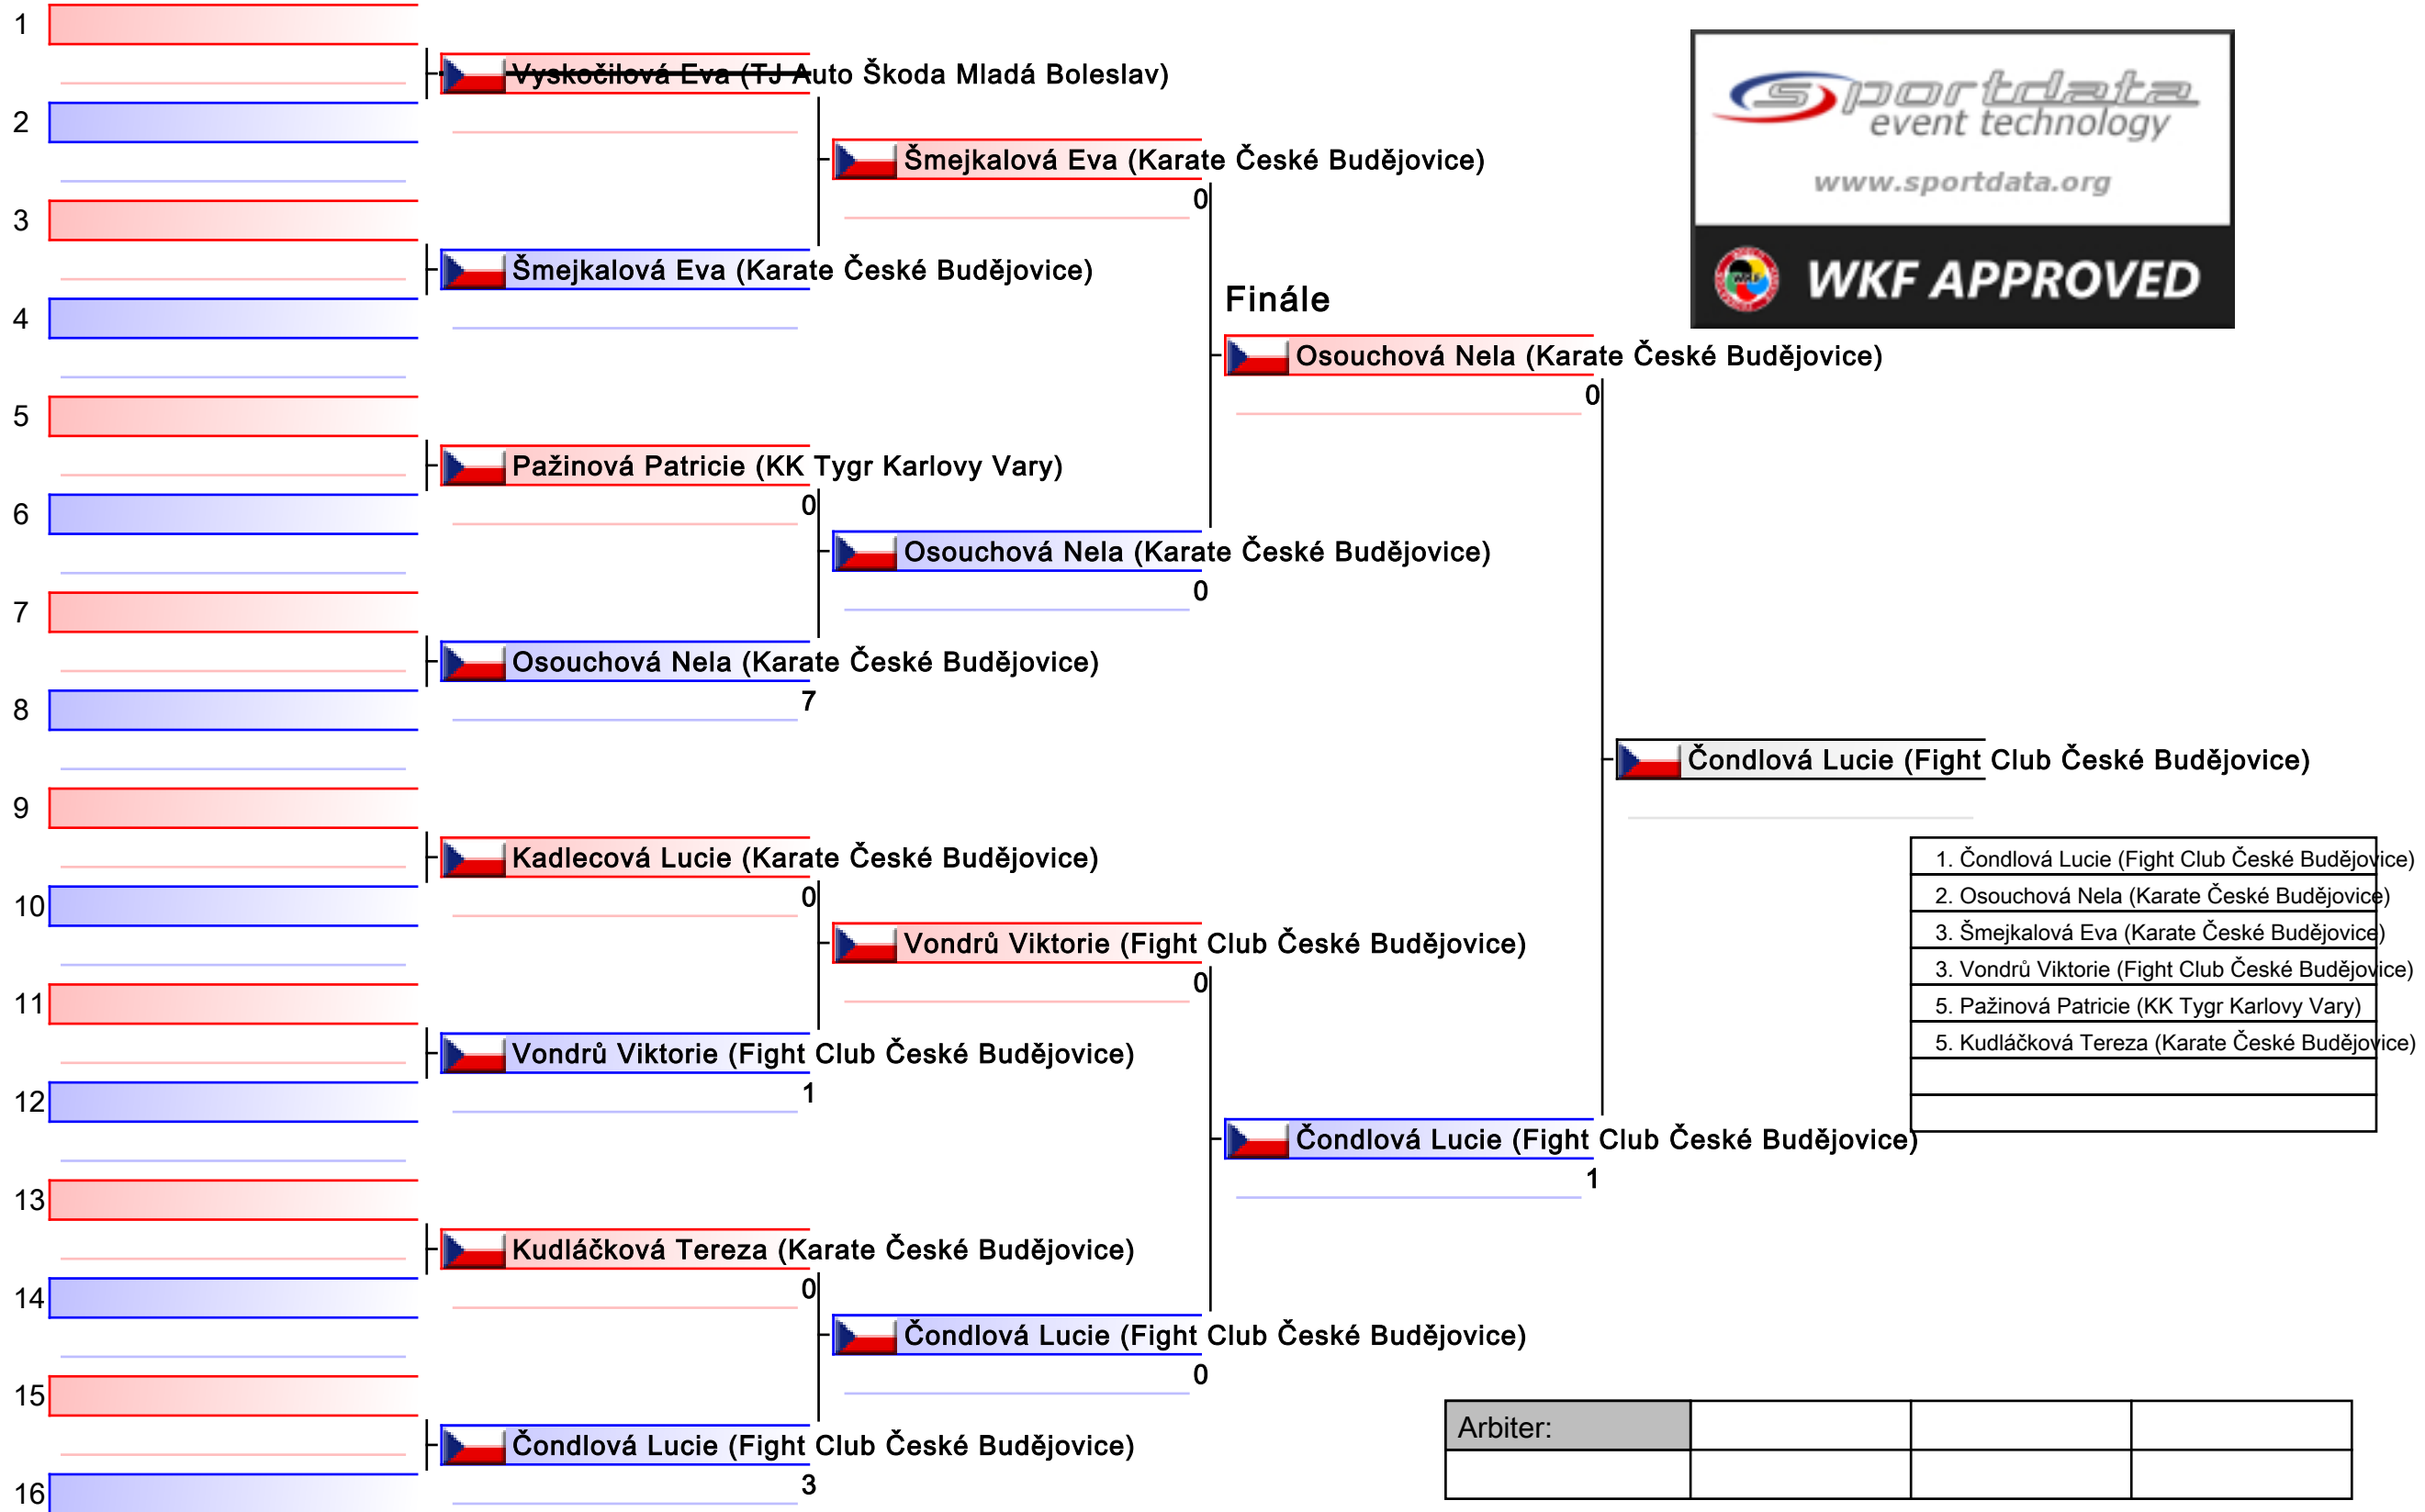 1
Vyskočilová Eva (TJ Auto Škoda Mladá Boleslav)
2
Šmejkalová Eva (Karate České Budějovice)
0
3
Šmejkalová Eva (Karate České Budějovice)
4
Finále
Osouchová Nela (Karate České Budějovice)
0
5
Pažinová Patricie (KK Tygr Karlovy Vary)
0
6
Osouchová Nela (Karate České Budějovice)
0
7
Osouchová Nela (Karate České Budějovice)
7
8
Čondlová Lucie (Fight Club České Budějovice)
9
Kadlecová Lucie (Karate České Budějovice)
0
10
Vondrů Viktorie (Fight Club České Budějovice)
0
11
Vondrů Viktorie (Fight Club České Budějovice)
1
12
Čondlová Lucie (Fight Club České Budějovice)
1
13
Kudláčková Tereza (Karate České Budějovice)
0
14
Čondlová Lucie (Fight Club České Budějovice)
0
15
Čondlová Lucie (Fight Club České Budějovice)
3
16
sportdata
event technology
www.sportdata.org
WKF
WKF APPROVED
1. Čondlová Lucie (Fight Club České Budějovice)
2. Osouchová Nela (Karate České Budějovice)
3. Šmejkalová Eva (Karate České Budějovice)
3. Vondrů Viktorie (Fight Club České Budějovice)
5. Pažinová Patricie (KK Tygr Karlovy Vary)
5. Kudláčková Tereza (Karate České Budějovice)
Arbiter: